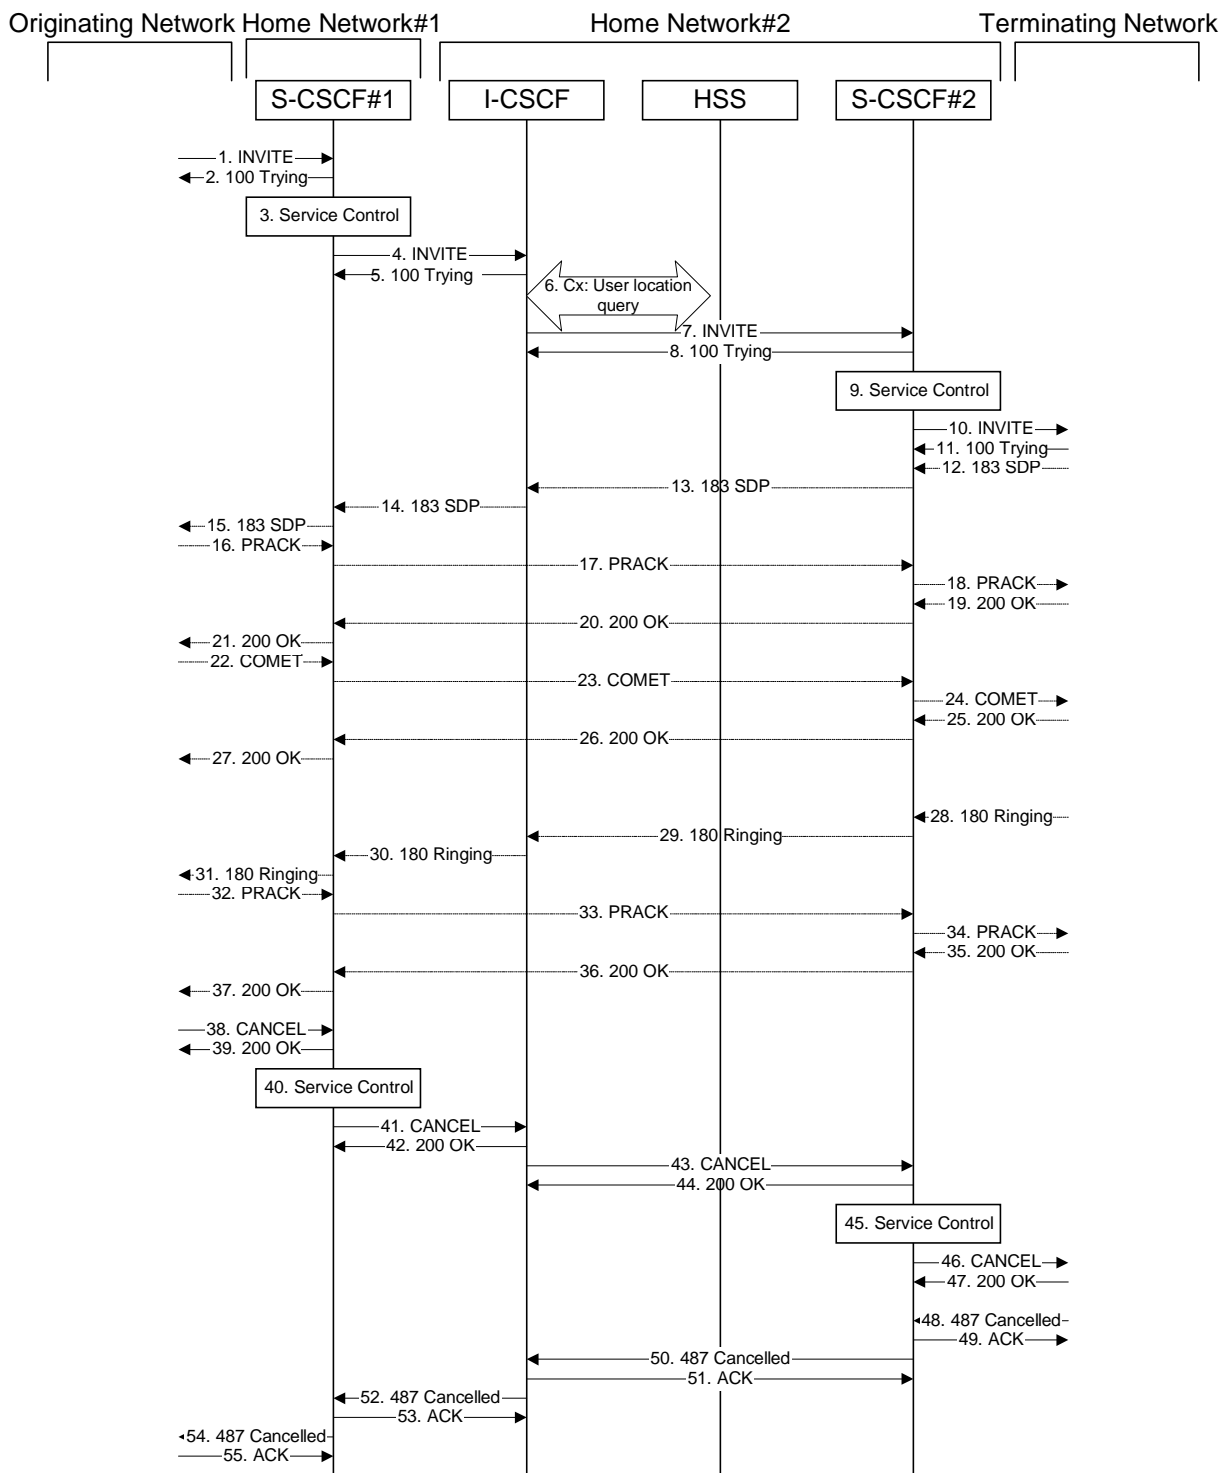 Originating Network Home Network#1 Home Network#2 Terminating Network
S-CSCF#1 I-CSCF HSS S-CSCF#2
1. INVITE
2. 100 Trying
3. Service Control
4. INVITE
5. 100 Trying
6. Cx: User location
query
7. INVITE
8. 100 Trying
9. Service Control
10. INVITE
11. 100 Trying
12. 183 SDP
13. 183 SDP
14. 183 SDP
15. 183 SDP
16. PRACK
17. PRACK
18. PRACK
19. 200 OK
20. 200 OK
21. 200 OK
22. COMET
23. COMET
24. COMET
25. 200 OK
26. 200 OK
27. 200 OK
28. 180 Ringing
29. 180 Ringing
30. 180 Ringing
31. 180 Ringing
32. PRACK
33. PRACK
34. PRACK
35. 200 OK
36. 200 OK
37. 200 OK
38. CANCEL
39. 200 OK
40. Service Control
41. CANCEL
42. 200 OK
43. CANCEL
44. 200 OK
45. Service Control
46. CANCEL
47. 200 OK
48. 487 Cancelled
49. ACK
50. 487 Cancelled
51. ACK
52. 487 Cancelled
53. ACK
54. 487 Cancelled
55. ACK